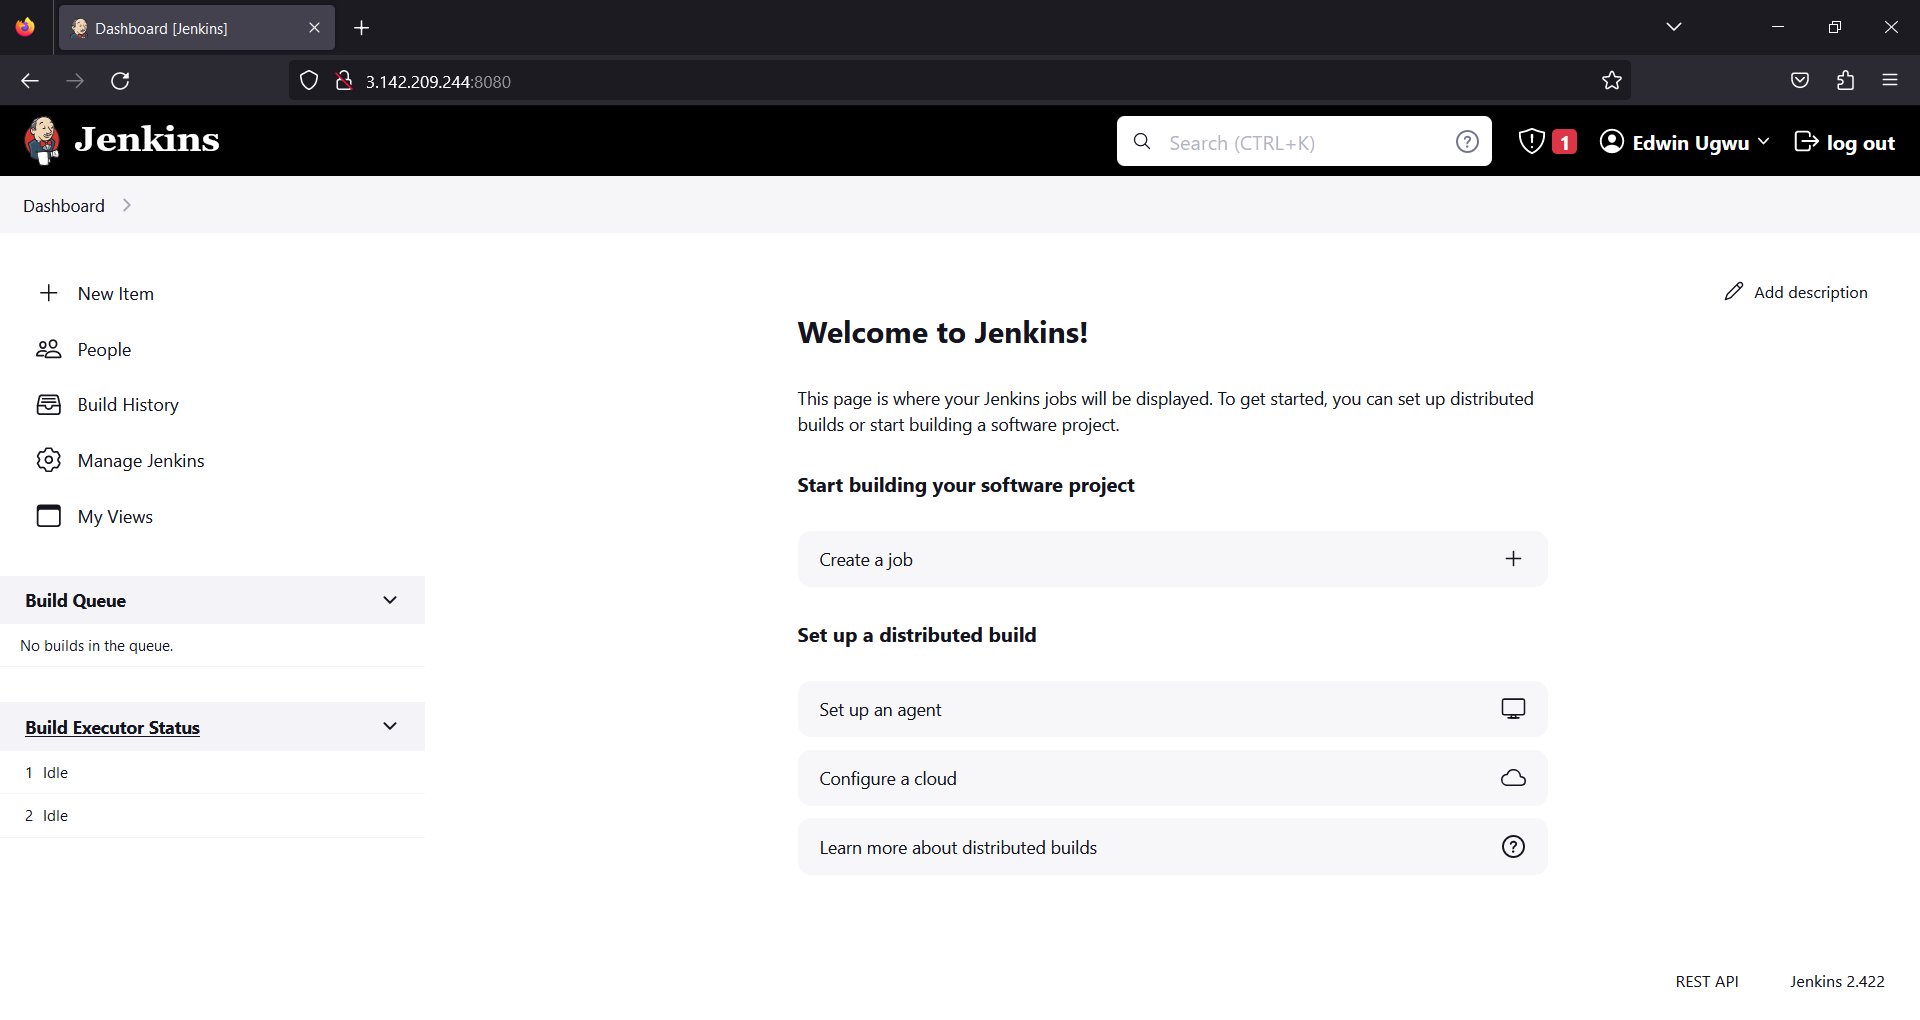 Dashboard [Jenkins]
3.142.209.244:8080
Jenkins
Search (CTRL+K)
1
Edwin Ugwu
log out
Dashboard
New Item
People
Build History
Manage Jenkins
My Views
Build Queue
No builds in the queue.
Build Executor Status
1 Idle
2 Idle
Add description
Welcome to Jenkins!
This page is where your Jenkins jobs will be displayed. To get started, you can set up distributed
builds or start building a software project.
Start building your software project
Create a job
Set up a distributed build
Set up an agent
Configure a cloud
Learn more about distributed builds
REST API
Jenkins 2.422